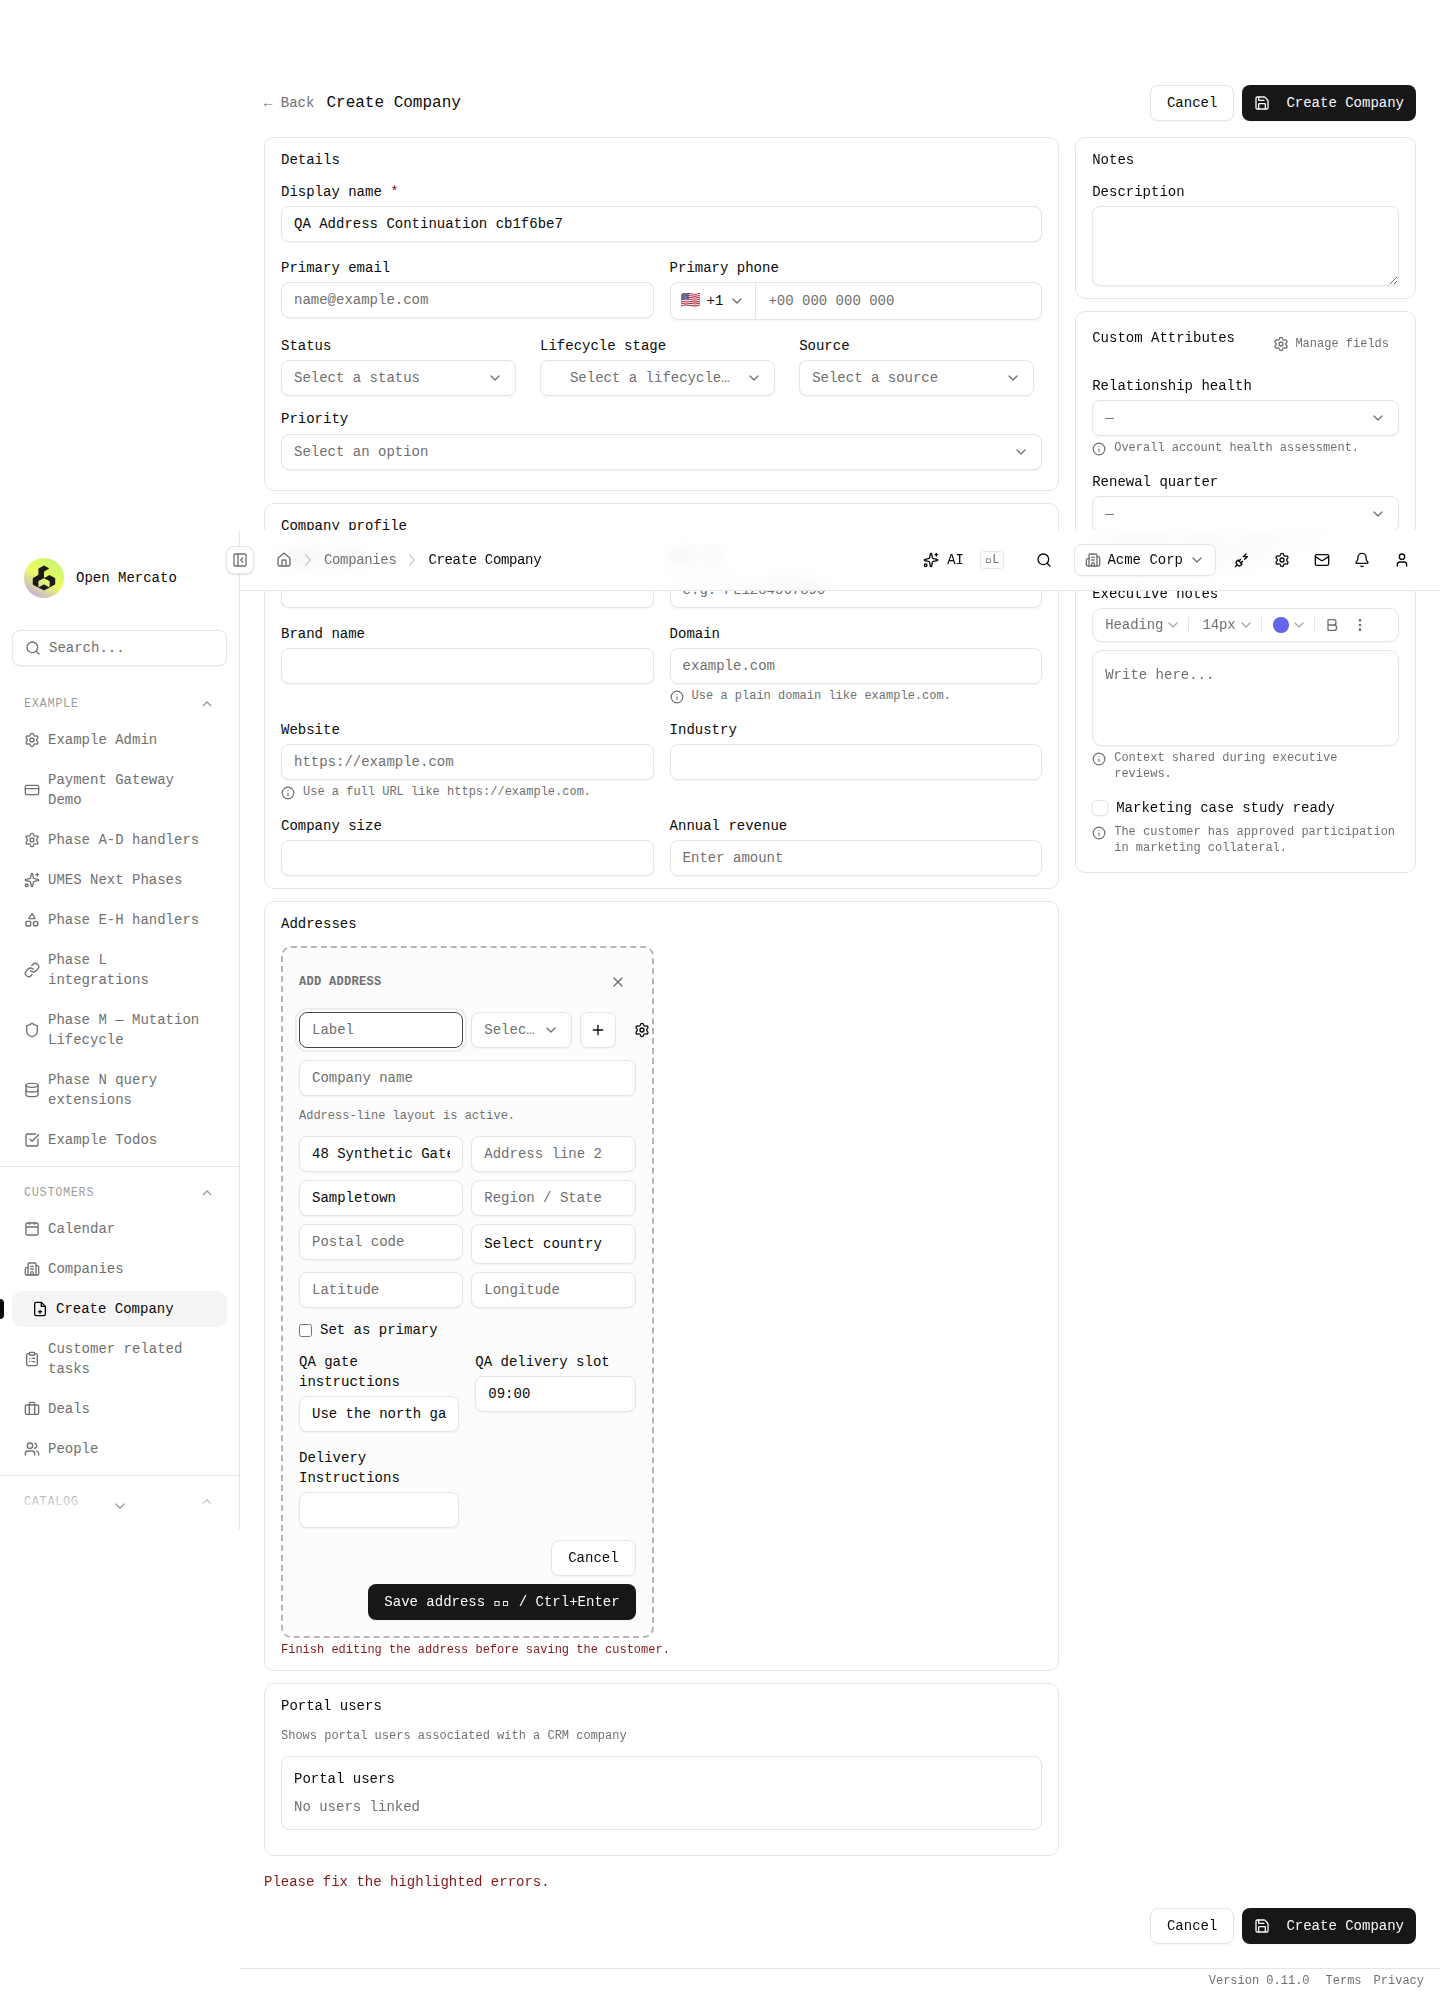 ← Back Create Company
Cancel
Create Company
Details
Display name *
QA Address Continuation cb1f6be7
Primary email
Primary phone
name@example.com
+1
+00 000 000 000
Status
Lifecycle stage
Source
Select a status
Select a lifecycle…
Select a source
Priority
Select an option
Notes
Description
Custom Attributes
Manage fields
Relationship health
—
Overall account health assessment.
Renewal quarter
—
Company profile
Open Mercato
Companies
Create Company
AI
Acme Corp
Search...
EXAMPLE
Example Admin
Payment Gateway
Demo
Phase A-D handlers
UMES Next Phases
Phase E-H handlers
Phase L
integrations
Phase M — Mutation
Lifecycle
Phase N query
extensions
Example Todos
CUSTOMERS
Calendar
Companies
Create Company
Customer related
tasks
Deals
People
CATALOG
Brand name
Domain
example.com
Use a plain domain like example.com.
Website
Industry
https://example.com
Use a full URL like https://example.com.
Company size
Annual revenue
Enter amount
Executive notes
Heading
14px
B
Write here...
Context shared during executive
reviews.
Marketing case study ready
The customer has approved participation
in marketing collateral.
Addresses
ADD ADDRESS
Label
Selec…
Company name
Address-line layout is active.
48 Synthetic Gate
Address line 2
Sampletown
Region / State
Postal code
Select country
Latitude
Longitude
Set as primary
QA gate
instructions
QA delivery slot
Use the north ga
09:00
Delivery
Instructions
Cancel
Save address / Ctrl+Enter
Finish editing the address before saving the customer.
Portal users
Shows portal users associated with a CRM company
Portal users
No users linked
Please fix the highlighted errors.
Cancel
Create Company
Version 0.11.0
Terms
Privacy